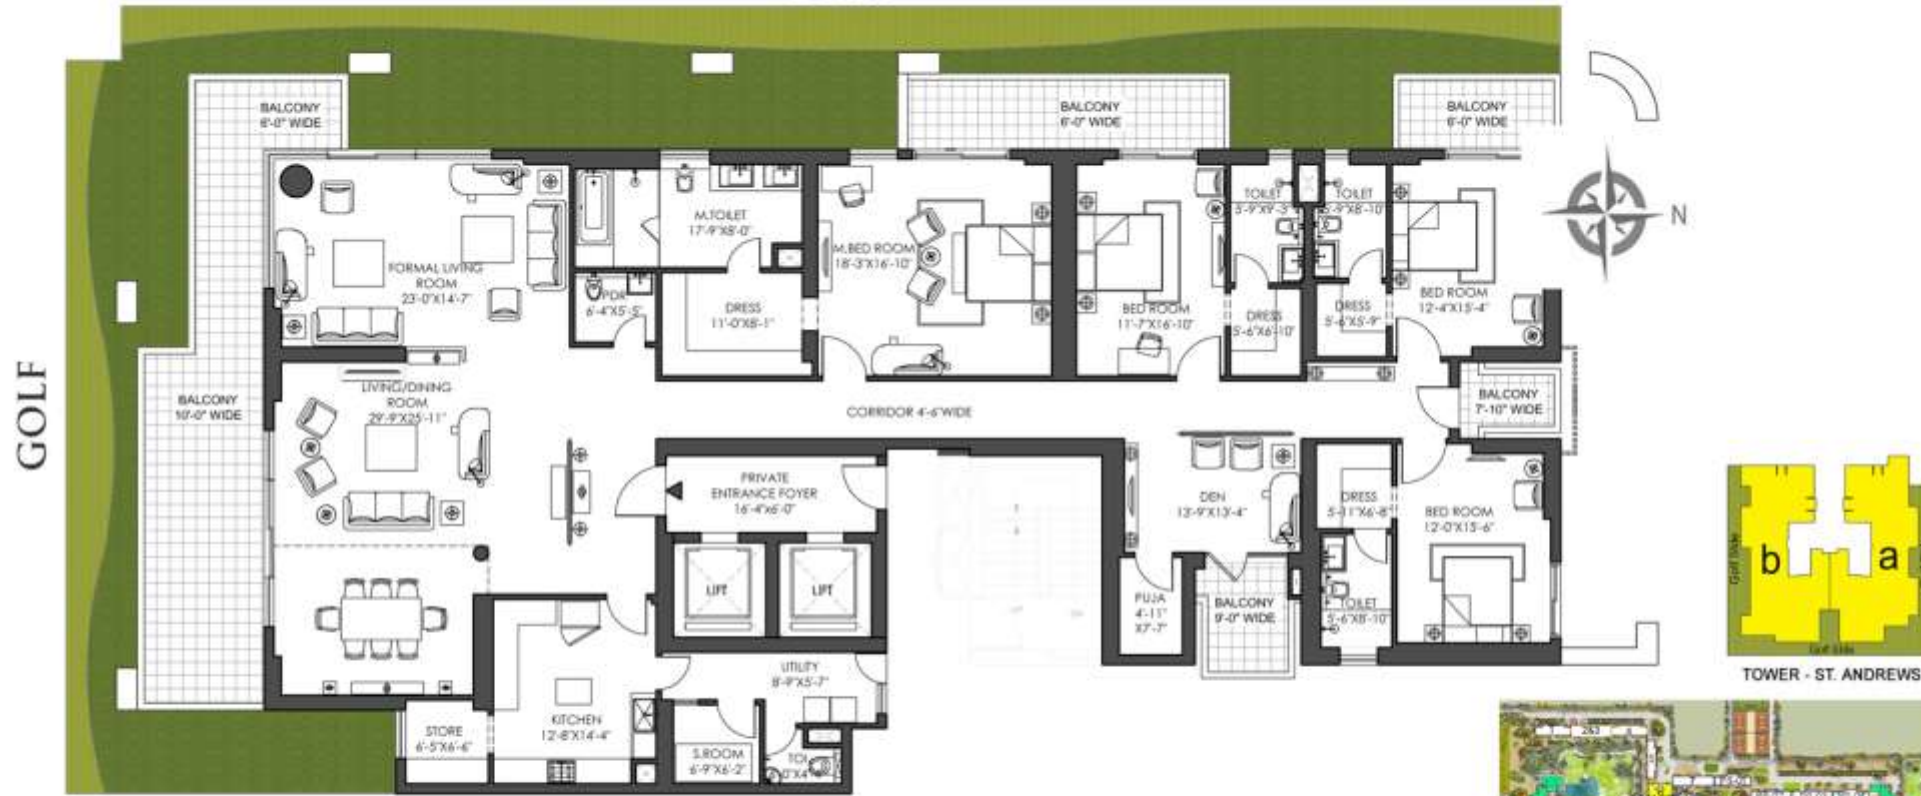 BALCONY
6'-0" WIDE
BALCONY
6'-0" WIDE
BALCONY
6'-0" WIDE
N
GOLF
FORMAL LIVING
ROOM
23'-0"X14'-7"
M.TOILET
17'-9"X8'-0"
PDR
6'-4"X5'-5"
DRESS
11'-0"X8'-1"
M.BED ROOM
18'-3"X16'-10"
BED ROOM
11'-7"X16'-10"
TOILET
5'-9"X9'-3"
DRESS
5'-6"X6'-10"
TOILET
5'-9"X8'-10"
DRESS
5'-6"X5'-9"
BED ROOM
12'-4"X15'-4"
BALCONY
10'-0" WIDE
LIVING/DINING
ROOM
29'-9"X25'-11"
CORRIDOR 4'-6"WIDE
BALCONY
7'-10" WIDE
PRIVATE
ENTRANCE FOYER
16'-4"x6'-0"
LIFT
LIFT
DEN
13'-9"X13'-4"
DRESS
5'-11"X6'-8"
BED ROOM
12'-0"X15'-6"
PUJA
4'-11"
X7'-7"
BALCONY
9'-0" WIDE
TOILET
5'-6"X8'-10"
STORE
6'-5"X6'-6"
KITCHEN
12'-8"X14'-4"
UTILITY
8'-9"X5'-7"
S.ROOM
6'-9"X6'-2"
b
a
Golf Side
Golf Side
TOWER - ST. ANDREWS